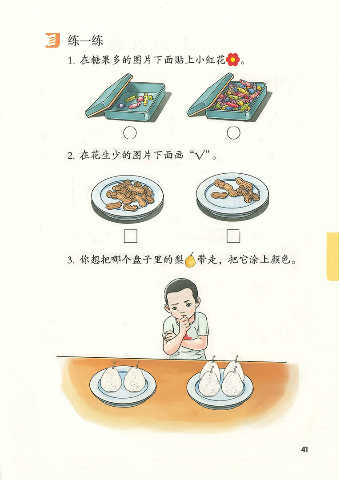 练一练
1. 在糖果多的图片下面贴上小红花。
2. 在花生少的图片下面画“√”。
3. 你想把哪个盘子里的梨带走，把它涂上颜色。
41